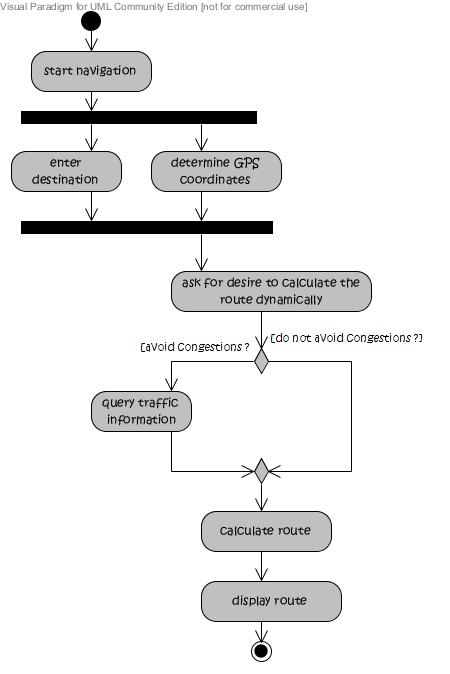 Visual Paradigm for UML Community Edition [not for commercial use]
start navigation
enter
destination
determine GPS
coordinates
ask for desire to calculate the
route dynamically
[do not aVoid Congestions ?]
[aVoid Congestions ?
query traffic
information
calculate route
display route